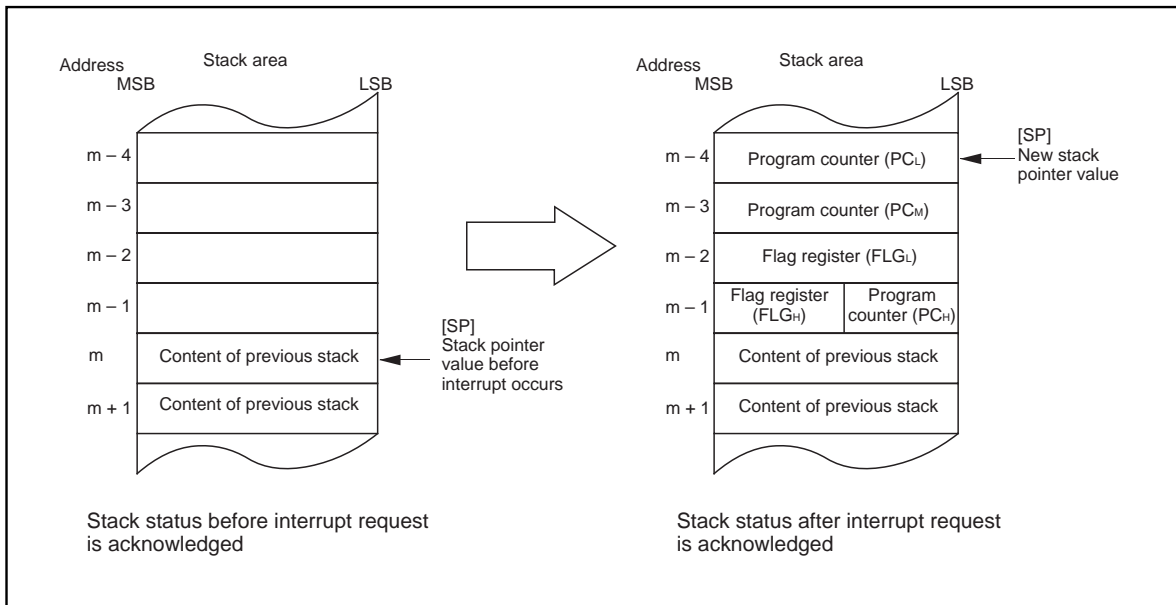 Address
MSB
Stack area
LSB
m – 4
m – 3
m – 2
m – 1
m
Content of previous stack
m + 1
Content of previous stack
[SP]
Stack pointer
value before
interrupt occurs
Stack status before interrupt request
is acknowledged
Address
MSB
Stack area
LSB
m – 4
Program counter (PCL)
[SP]
New stack
pointer value
m – 3
Program counter (PCM)
m – 2
Flag register (FLGL)
m – 1
Flag register
(FLGH)
Program
counter (PCH)
m
Content of previous stack
m + 1
Content of previous stack
Stack status after interrupt request
is acknowledged